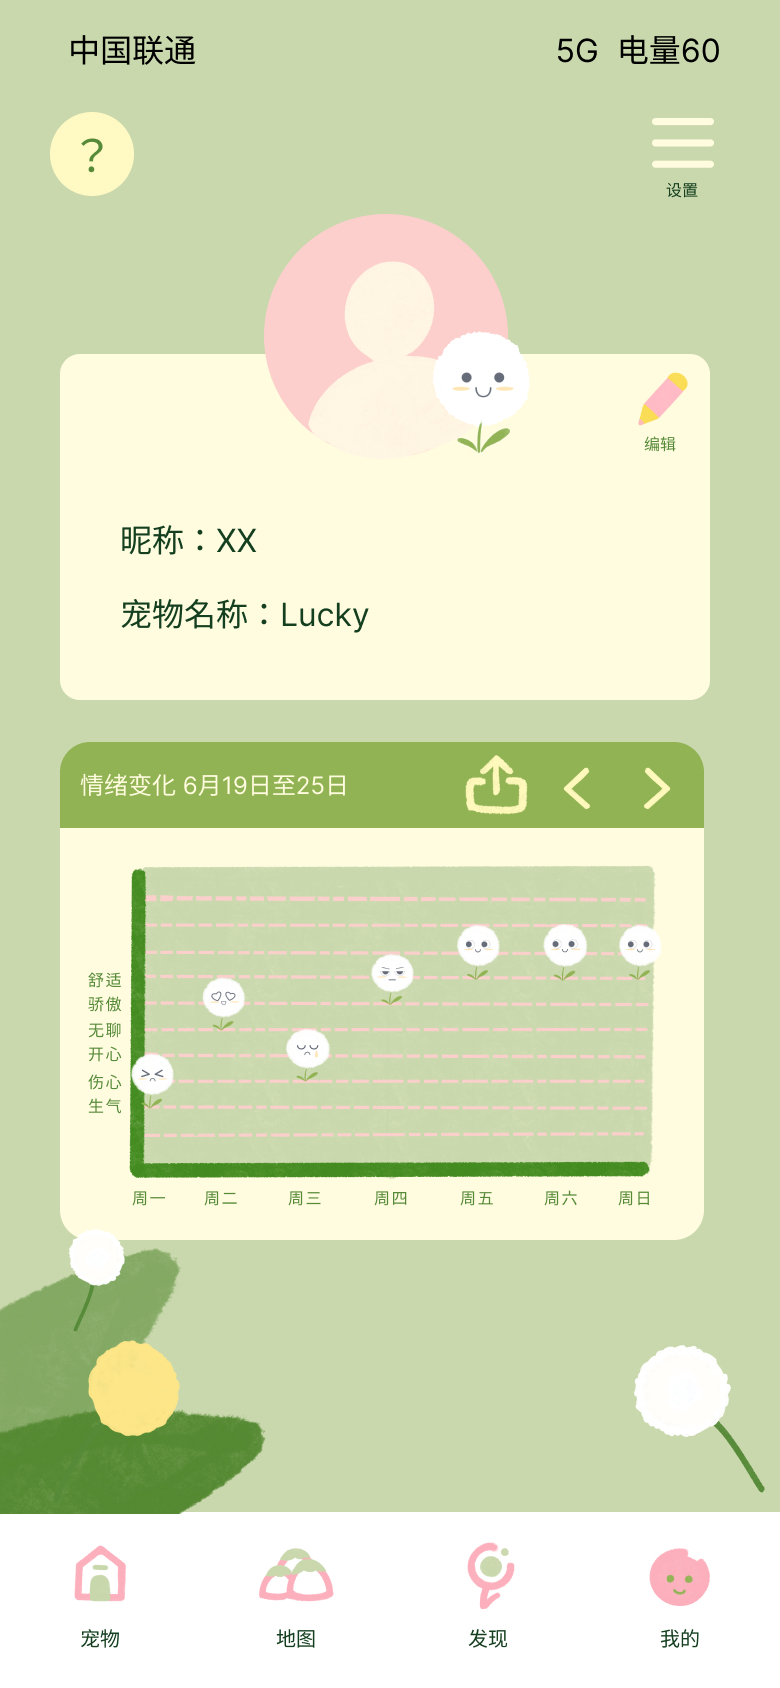 中国联通 5G 电量60
?
设置
编辑
昵称：XX
宠物名称：Lucky
情绪变化 6月19日至25日
舒适
骄傲
无聊
开心
伤心
生气
周一 周二 周三 周四 周五 周六 周日
宠物 地图 发现 我的